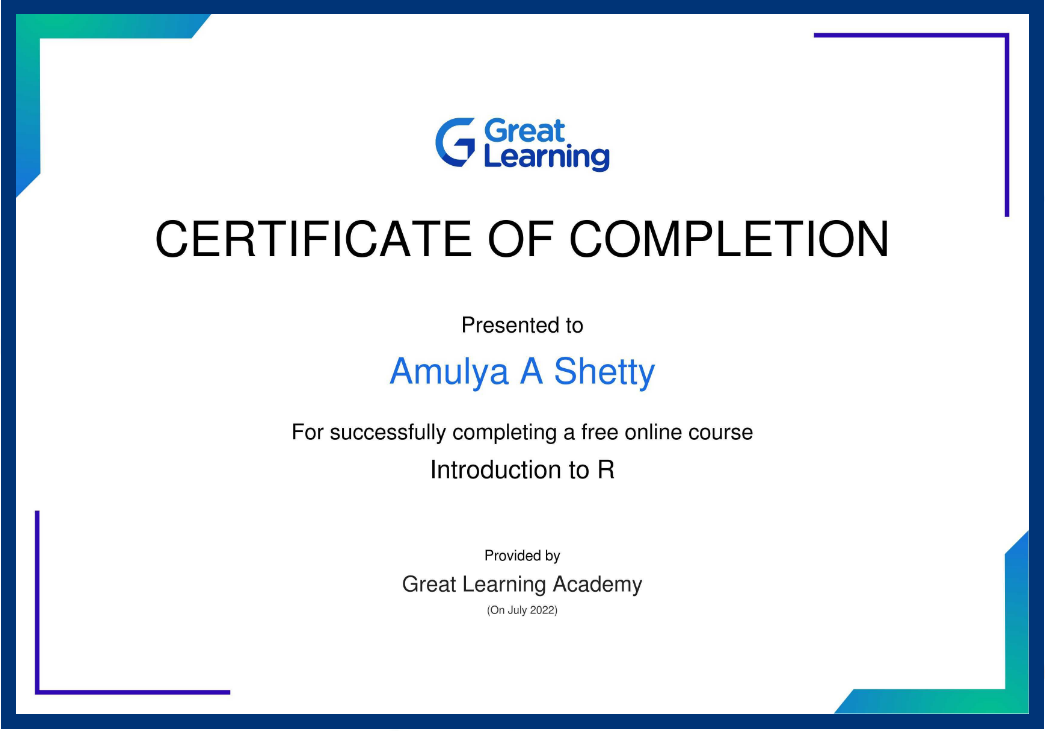 Great
Learning
CERTIFICATE OF COMPLETION
Presented to
Amulya A Shetty
For successfully completing a free online course
Introduction to R
Provided by
Great Learning Academy
(On July 2022)